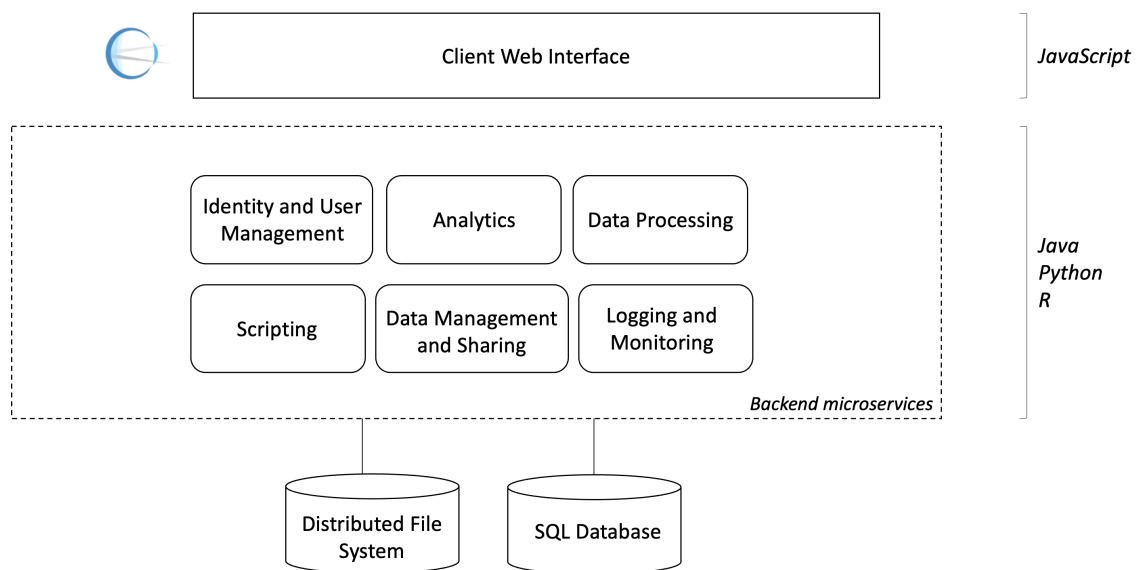 Client Web Interface
JavaScript
Identity and User
Management
Analytics
Data Processing
Java
Python
R
Scripting
Data Management
and Sharing
Logging and
Monitoring
Backend microservices
Distributed File
System
SQL Database